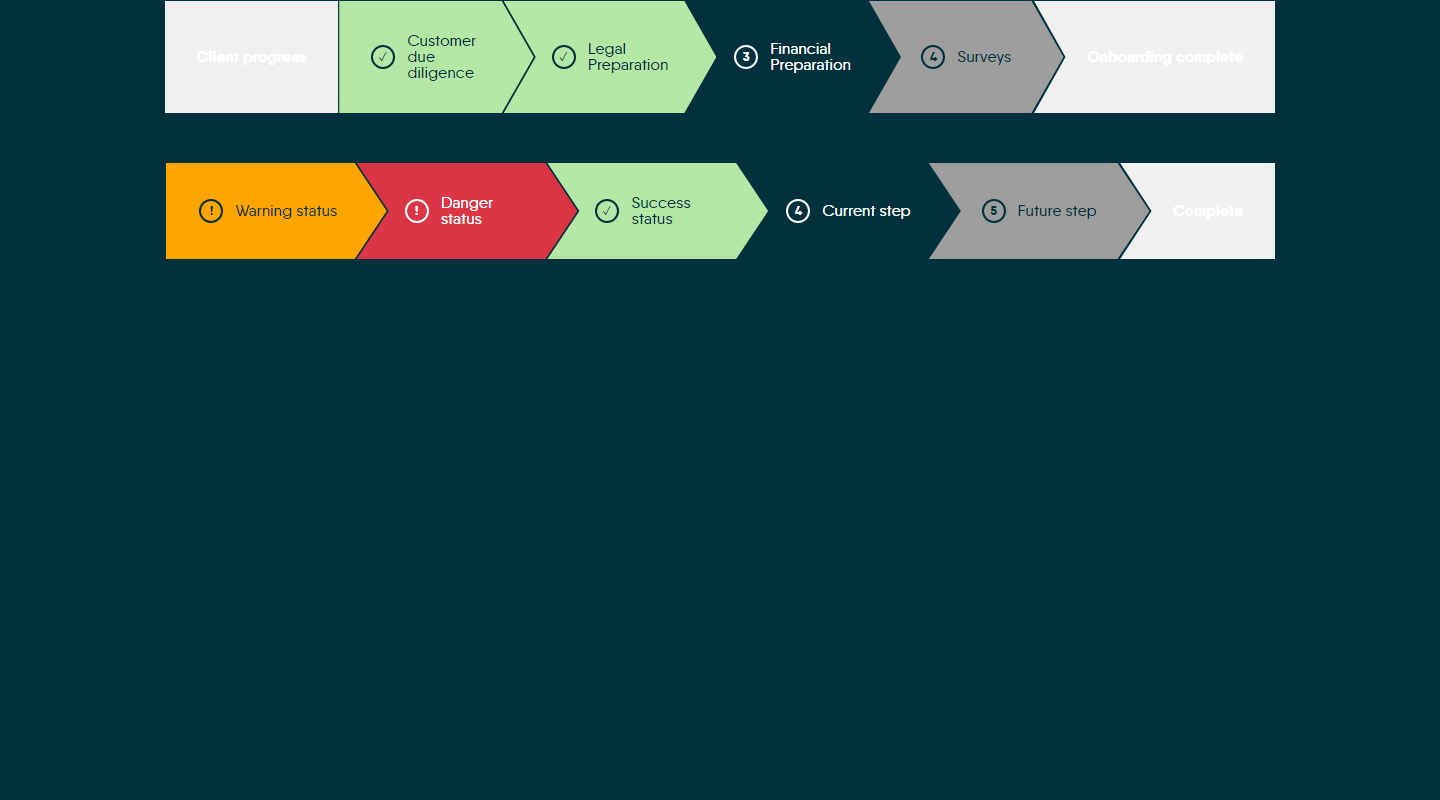 Client progress
✓ Customer
due
diligence
✓ Legal
Preparation
3 Financial
Preparation
4 Surveys
Onboarding complete
! Warning status
! Danger
status
✓ Success
status
4 Current step
5 Future step
Complete